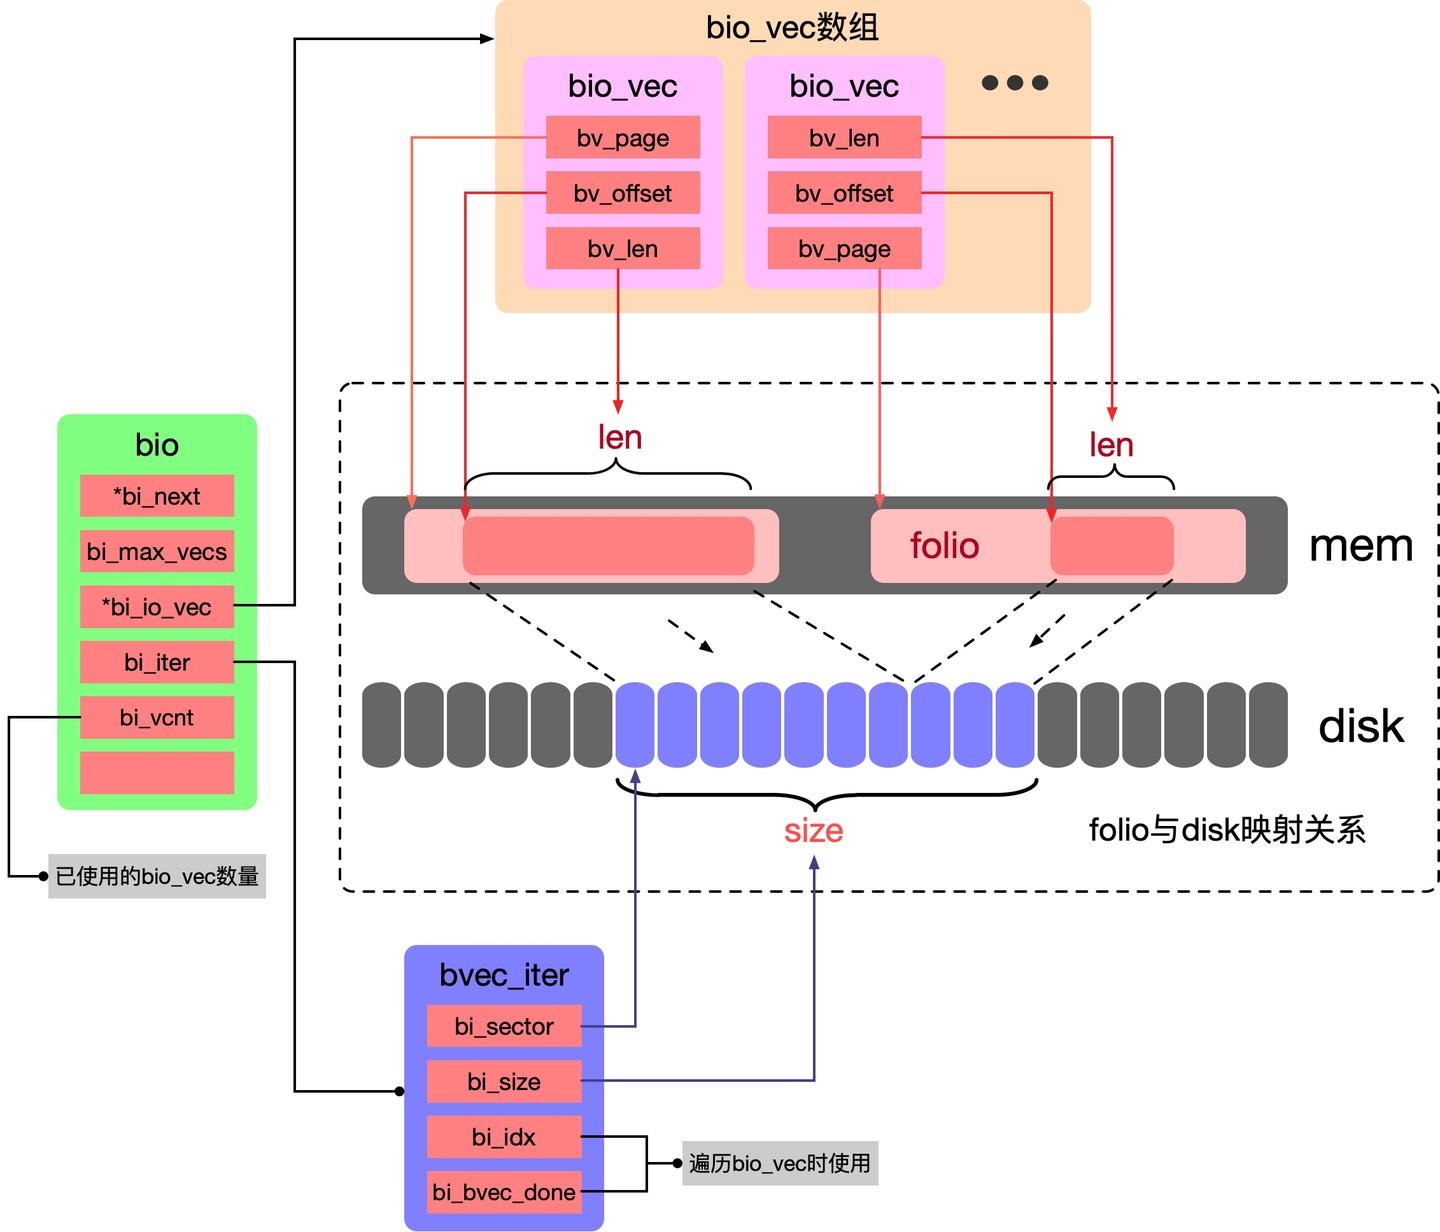 bio_vec数组
bio_vec
bv_page
bv_offset
bv_len
bio_vec
bv_len
bv_offset
bv_page
bio
*bi_next
bi_max_vecs
*bi_io_vec
bi_iter
bi_vcnt
已使用的bio_vec数量
len
len
folio
mem
disk
size
folio与disk映射关系
bvec_iter
bi_sector
bi_size
bi_idx
bi_bvec_done
遍历bio_vec时使用